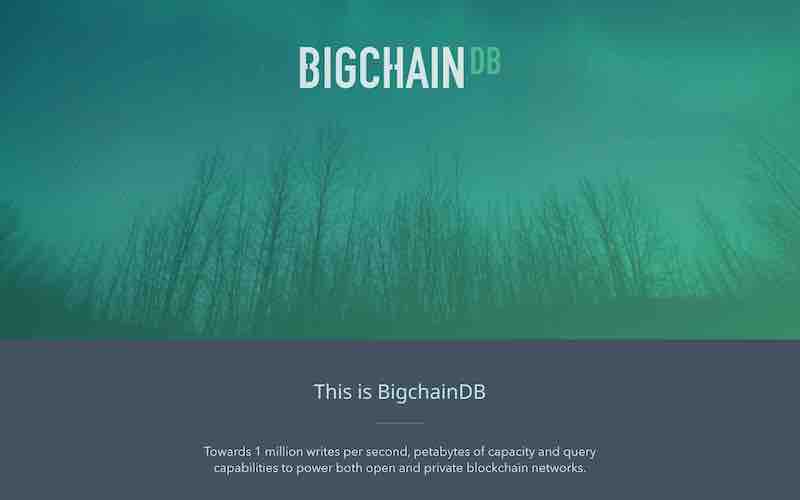 BIGCHAINDB
This is BigchainDB
Towards 1 million writes per second, petabytes of capacity and query
capabilities to power both open and private blockchain networks.